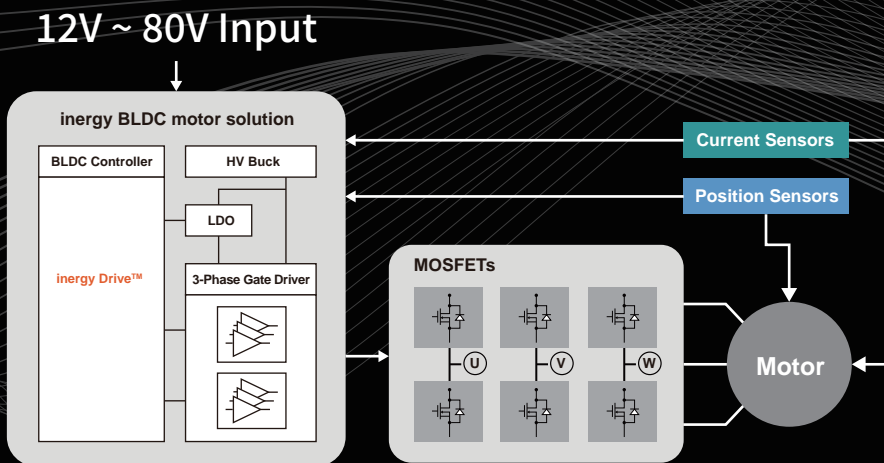 12V ~ 80V Input
inergy BLDC motor solution
BLDC Controller
HV Buck
LDO
inergy Drive™
3-Phase Gate Driver
Current Sensors
Position Sensors
MOSFETs
U
V
W
Motor